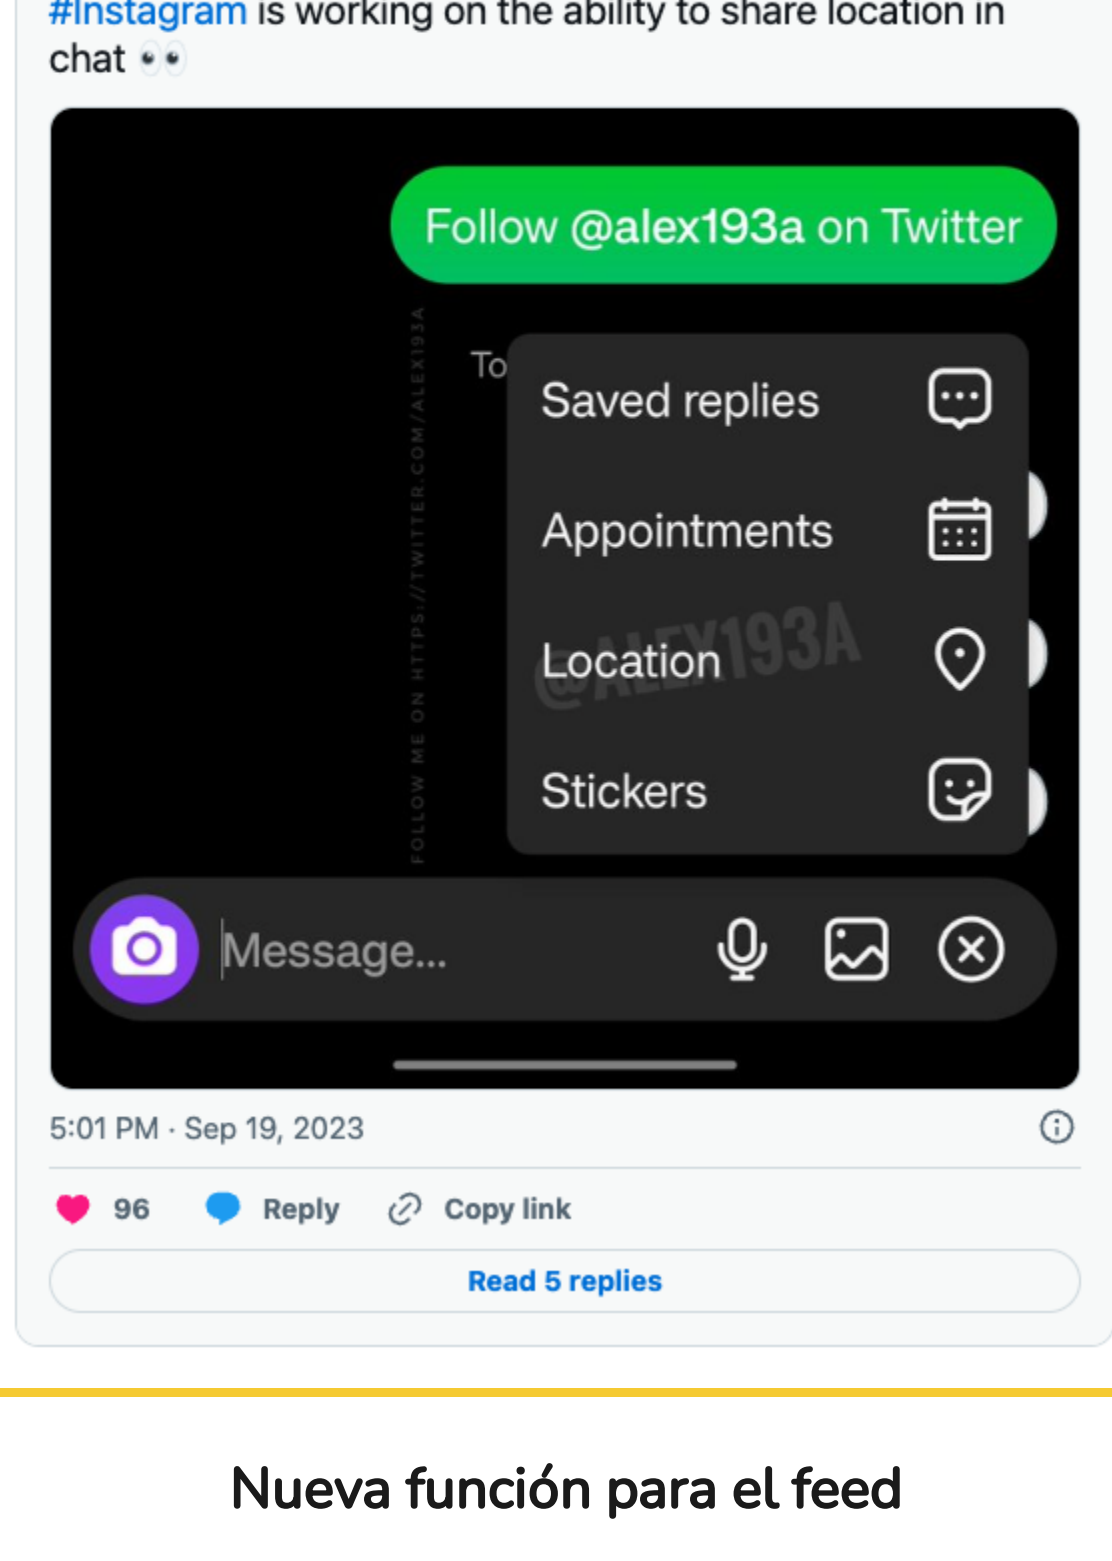 #Instagram is working on the ability to share location in
chat 👀
Follow @alex193a on Twitter
FOLLOW ME ON HTTPS://TWITTER.COM/ALEX193A
To
Saved replies
Appointments
@ALEX193A
Location
Stickers
Message...
5:01 PM · Sep 19, 2023
96 Reply Copy link
Read 5 replies
Nueva función para el feed